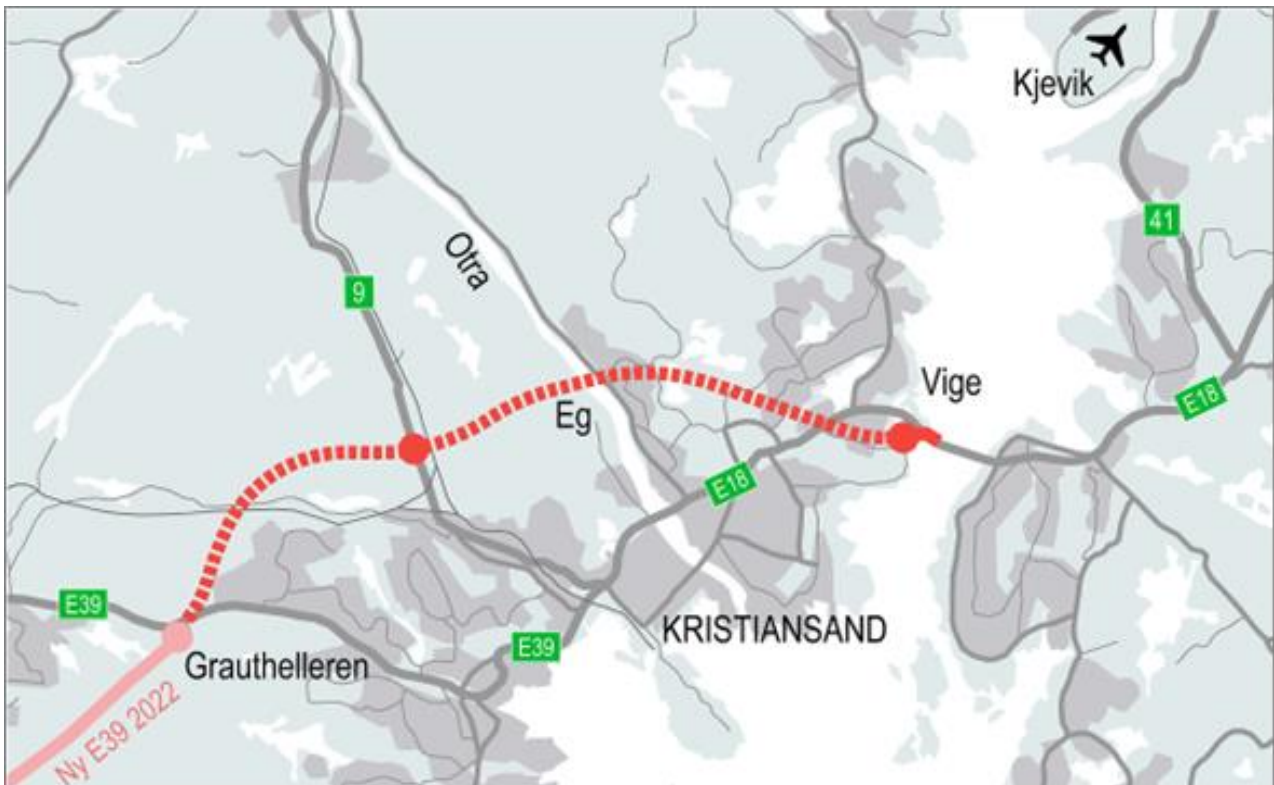 Kjevik
41
Otra
9
Vige
E18
Eg
E18
E39
KRISTIANSAND
E39
Grauthelleren
Ny E39 2022